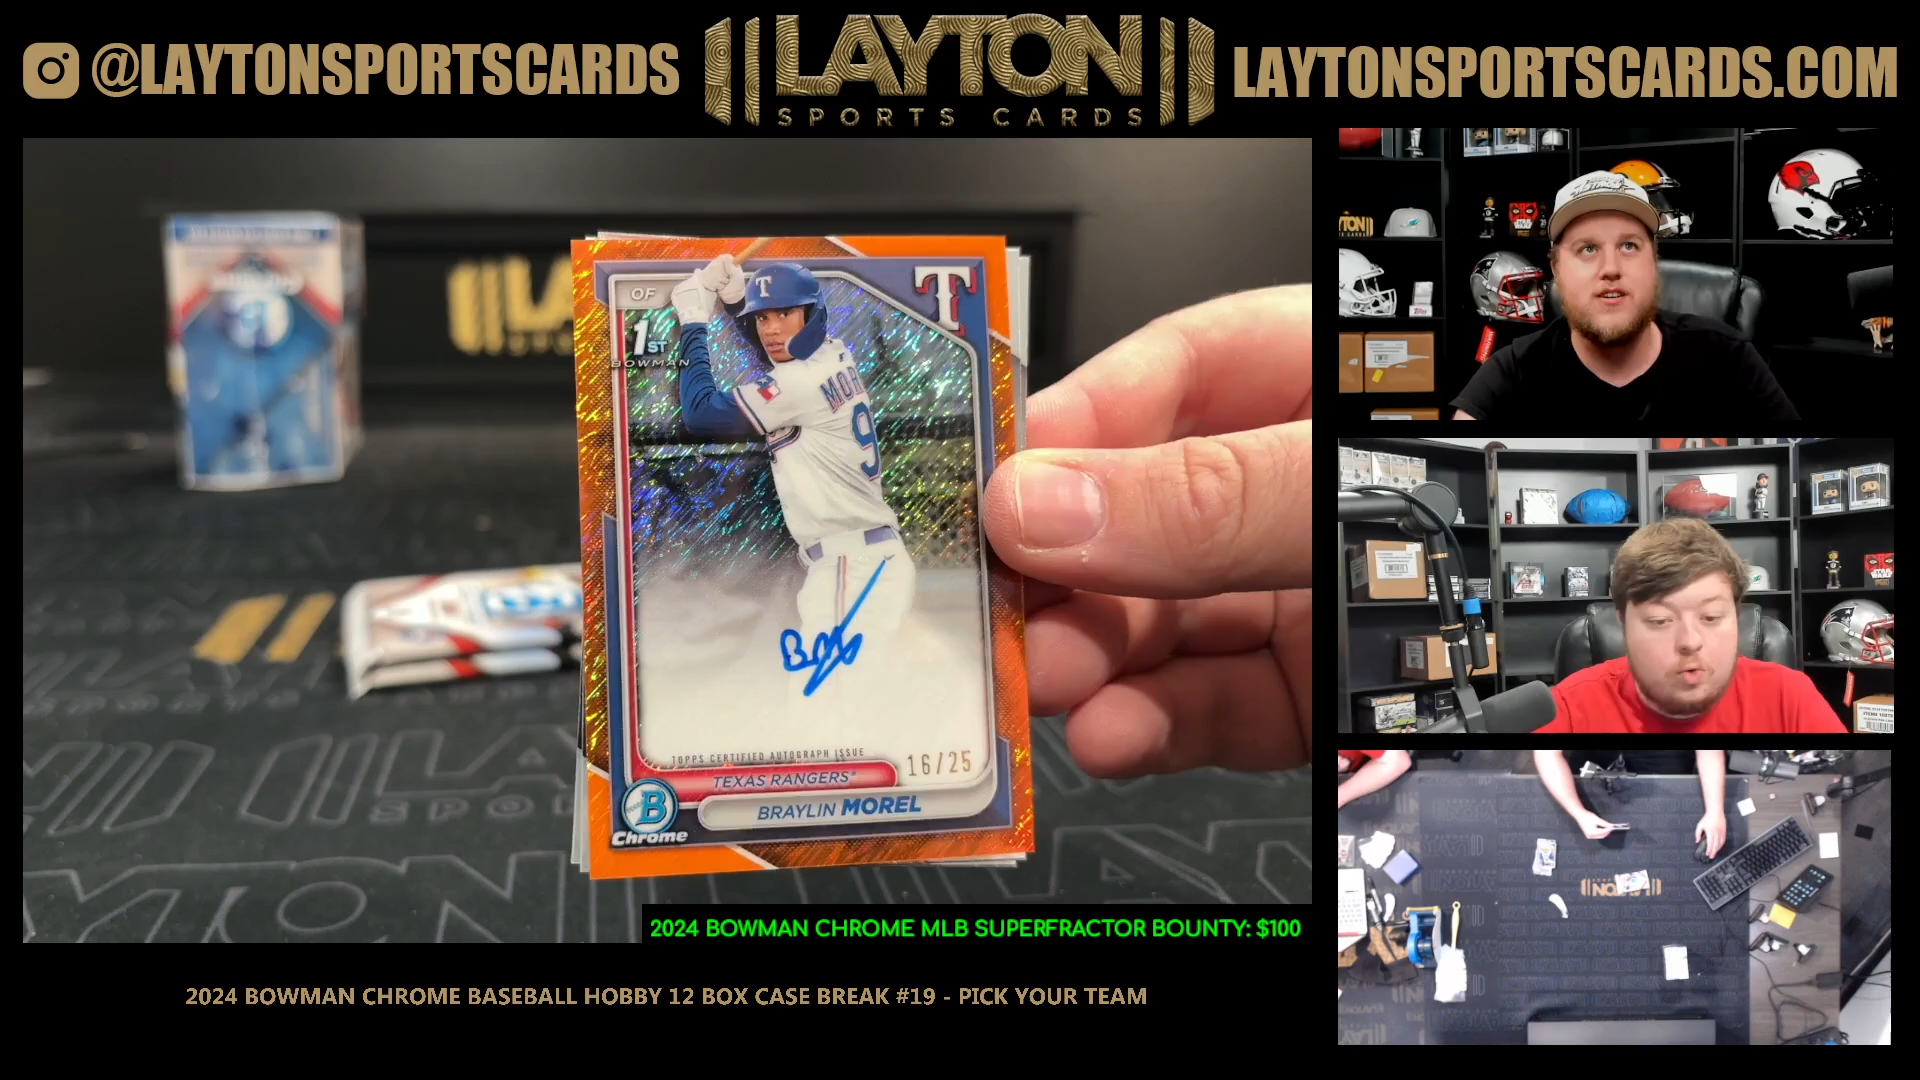 @LAYTONSPORTSCARDS
LAYTON
SPORTS CARDS
LAYTONSPORTSCARDS.COM
OF
T
T
1ST
BOWMAN
MOR
9
TOPPS CERTIFIED AUTOGRAPH ISSUE
16/25
TEXAS RANGERS
BRAYLIN MOREL
B
Chrome
2024 BOWMAN CHROME MLB SUPERFRACTOR BOUNTY: $100
2024 BOWMAN CHROME BASEBALL HOBBY 12 BOX CASE BREAK #19 - PICK YOUR TEAM